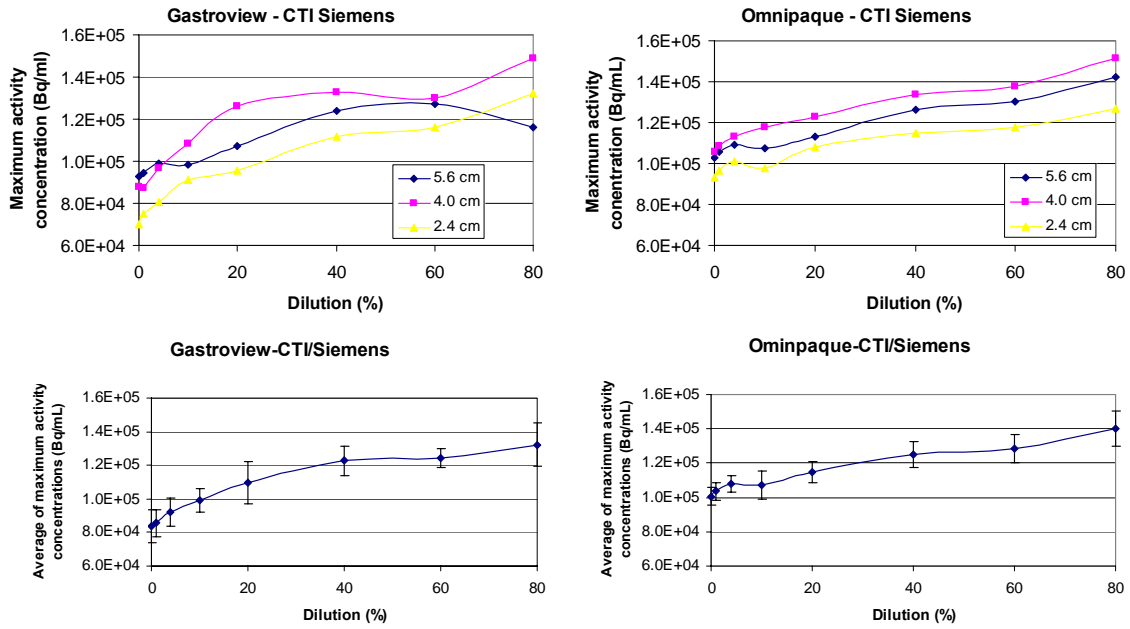 Gastroview - CTI Siemens
Maximum activity
concentration (Bq/ml)
1.6E+05
1.4E+05
1.2E+05
1.0E+05
8.0E+04
6.0E+04
5.6 cm
4.0 cm
2.4 cm
0 20 40 60 80
Dilution (%)
Omnipaque - CTI Siemens
Maximum activity
conentration (Bq/mL)
1.6E+05
1.4E+05
1.2E+05
1.0E+05
8.0E+04
6.0E+04
5.6 cm
4.0 cm
2.4 cm
0 20 40 60 80
Dilution (%)
Gastroview-CTI/Siemens
Average of maximum activity
concentrations (Bq/mL)
1.6E+05
1.4E+05
1.2E+05
1.0E+05
8.0E+04
6.0E+04
0 20 40 60 80
Dilution (%)
Ominpaque-CTI/Siemens
Average of maximum activity
concentrations (Bq/mL)
1.6E+05
1.4E+05
1.2E+05
1.0E+05
8.0E+04
6.0E+04
0 20 40 60 80
Dilution (%)